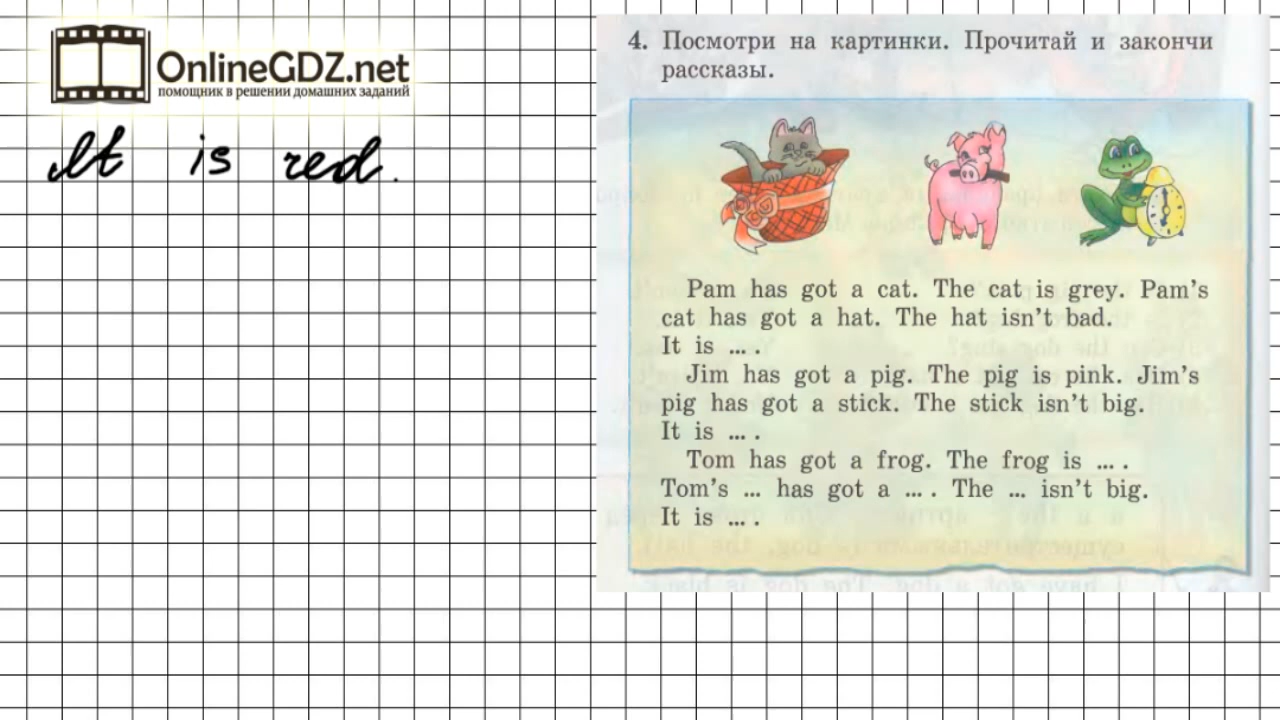 OnlineGDZ.net
помощник в решении домашних заданий
It is red.
4. Посмотри на картинки. Прочитай и закончи
рассказы.
Pam has got a cat. The cat is grey. Pam's
cat has got a hat. The hat isn't bad.
It is ... .
Jim has got a pig. The pig is pink. Jim's
pig has got a stick. The stick isn't big.
It is ... .
Tom has got a frog. The frog is ... .
Tom's ... has got a ... . The ... isn't big.
It is ... .